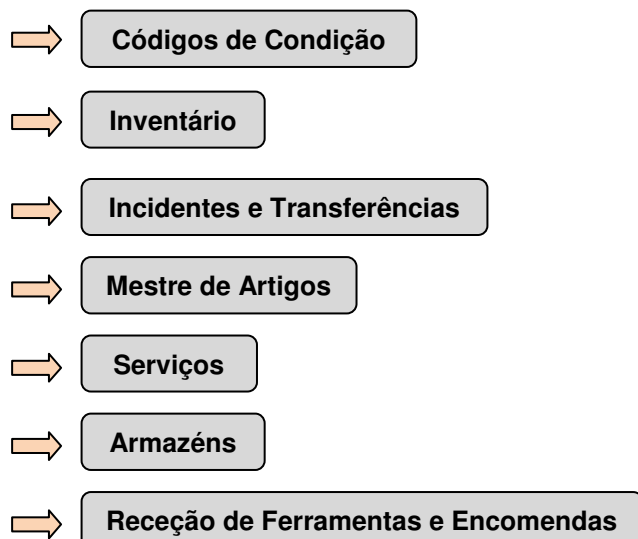 Códigos de Condição
Inventário
Incidentes e Transferências
Mestre de Artigos
Serviços
Armazéns
Receção de Ferramentas e Encomendas